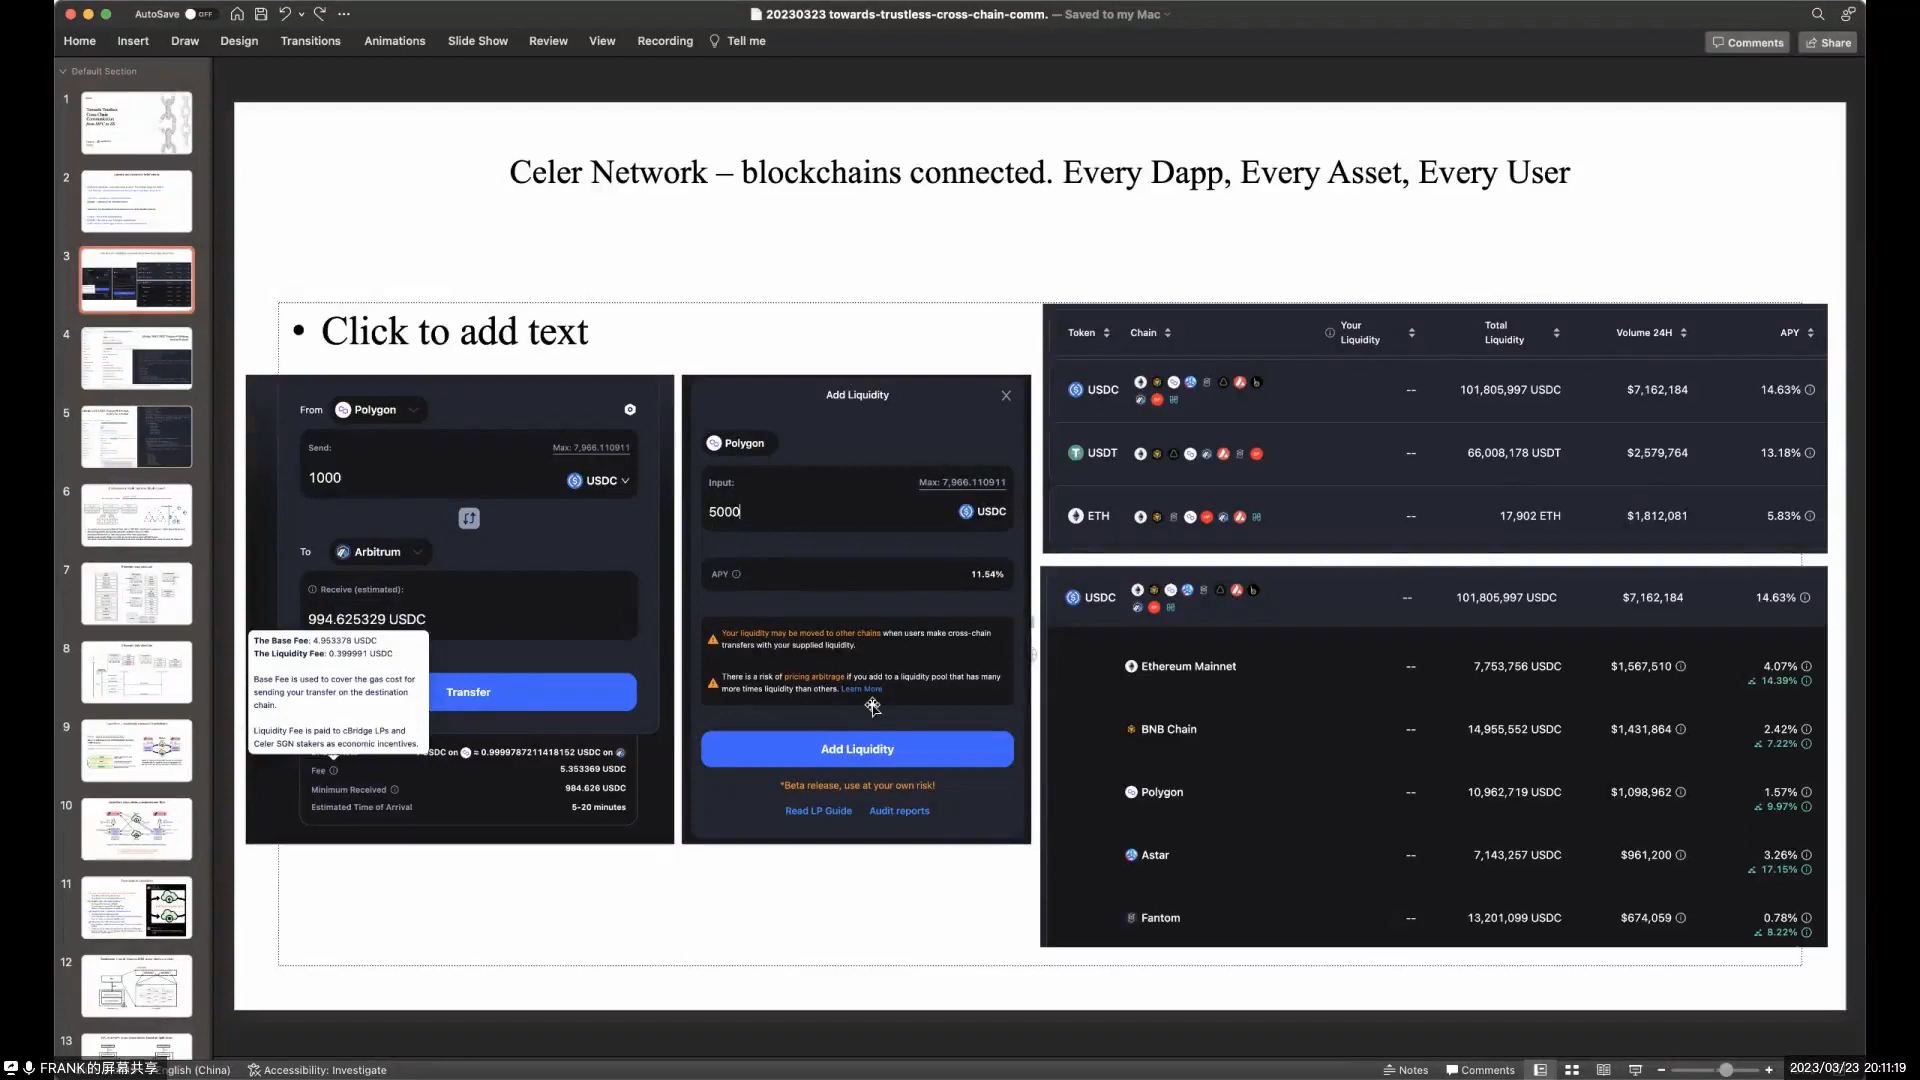 AutoSave OFF
20230323 towards-trustless-cross-chain-comm. — Saved to my Mac
Home Insert Draw Design Transitions Animations Slide Show Review View Recording Tell me
Comments Share
Default Section
1
2
3
4
5
6
7
8
9
10
11
12
13
Celer Network – blockchains connected. Every Dapp, Every Asset, Every User
• Click to add text
From Polygon
Send: Max: 7,966.110911
1000 USDC
To Arbitrum
Receive (estimated):
994.625329 USDC
The Base Fee: 4.953378 USDC
The Liquidity Fee: 0.399991 USDC
Base Fee is used to cover the gas cost for
sending your transfer on the destination
chain.
Liquidity Fee is paid to cBridge LPs and
Celer SGN stakers as economic incentives.
Transfer
USDC on ≈ 0.9999787211418152 USDC on
Fee 5.353369 USDC
Minimum Received 984.626 USDC
Estimated Time of Arrival 5-20 minutes
Add Liquidity
Polygon
Input: Max: 7,966.110911
5000 USDC
APY 11.54%
Your liquidity may be moved to other chains when users make cross-chain
transfers with your supplied liquidity.
There is a risk of pricing arbitrage if you add to a liquidity pool that has many
more times liquidity than others. Learn More
Add Liquidity
*Beta release, use at your own risk!
Read LP Guide Audit reports
Token Chain Your Liquidity Total Liquidity Volume 24H APY
USDC -- 101,805,997 USDC $7,162,184 14.63%
USDT -- 66,008,178 USDT $2,579,764 13.18%
ETH -- 17,902 ETH $1,812,081 5.83%
USDC -- 101,805,997 USDC $7,162,184 14.63%
Ethereum Mainnet -- 7,753,756 USDC $1,567,510 4.07%
14.39%
BNB Chain -- 14,955,552 USDC $1,431,864 2.42%
7.22%
Polygon -- 10,962,719 USDC $1,098,962 1.57%
9.97%
Astar -- 7,143,257 USDC $961,200 3.26%
17.15%
Fantom -- 13,201,099 USDC $674,059 0.78%
8.22%
FRANK的屏幕共享 English (China) Accessibility: Investigate
Notes Comments
2023/03/23 20:11:19